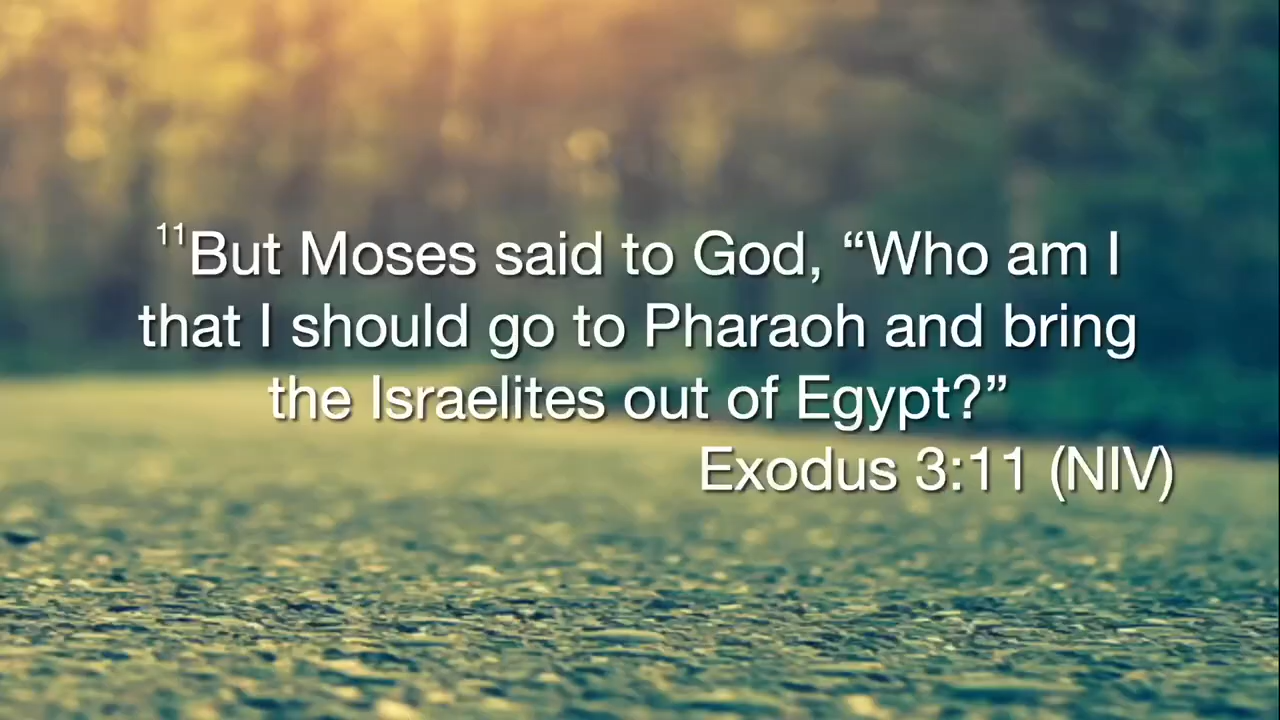 11But Moses said to God, “Who am I
that I should go to Pharaoh and bring
the Israelites out of Egypt?”
Exodus 3:11 (NIV)